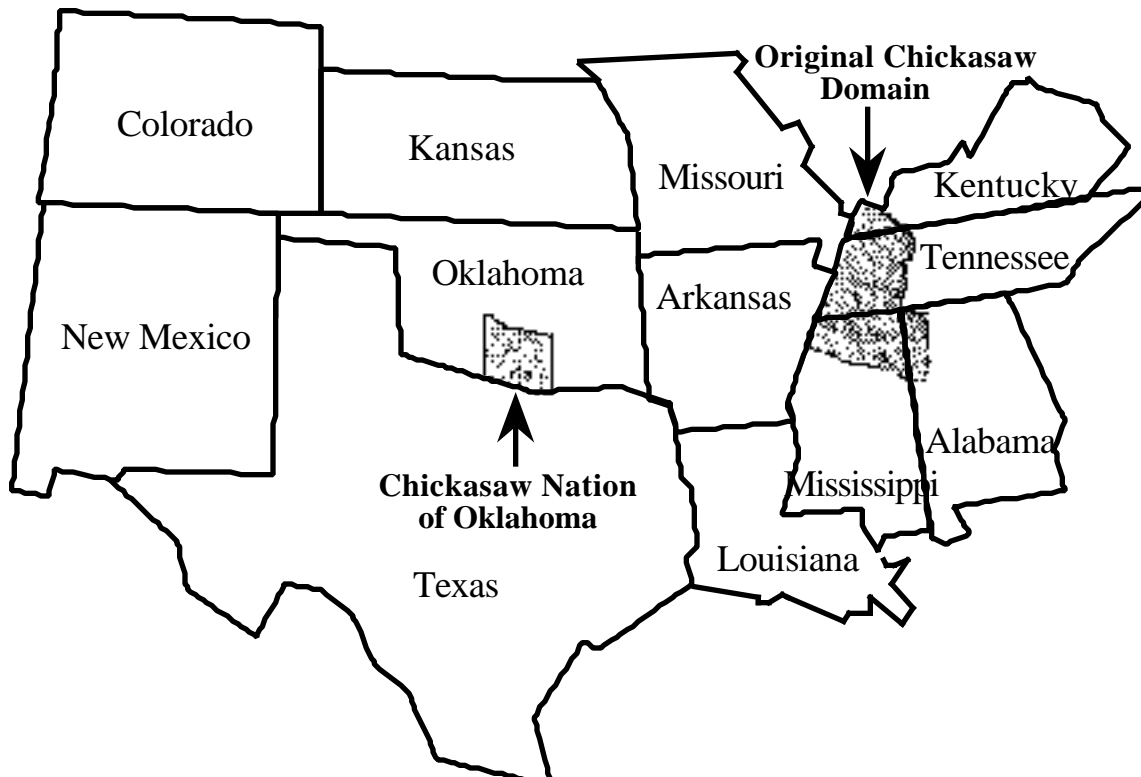 Original Chickasaw
Domain
Colorado
Kansas
Missouri
Kentucky
Oklahoma
Tennessee
Arkansas
New Mexico
Alabama
Mississippi
Chickasaw Nation
of Oklahoma
Louisiana
Texas